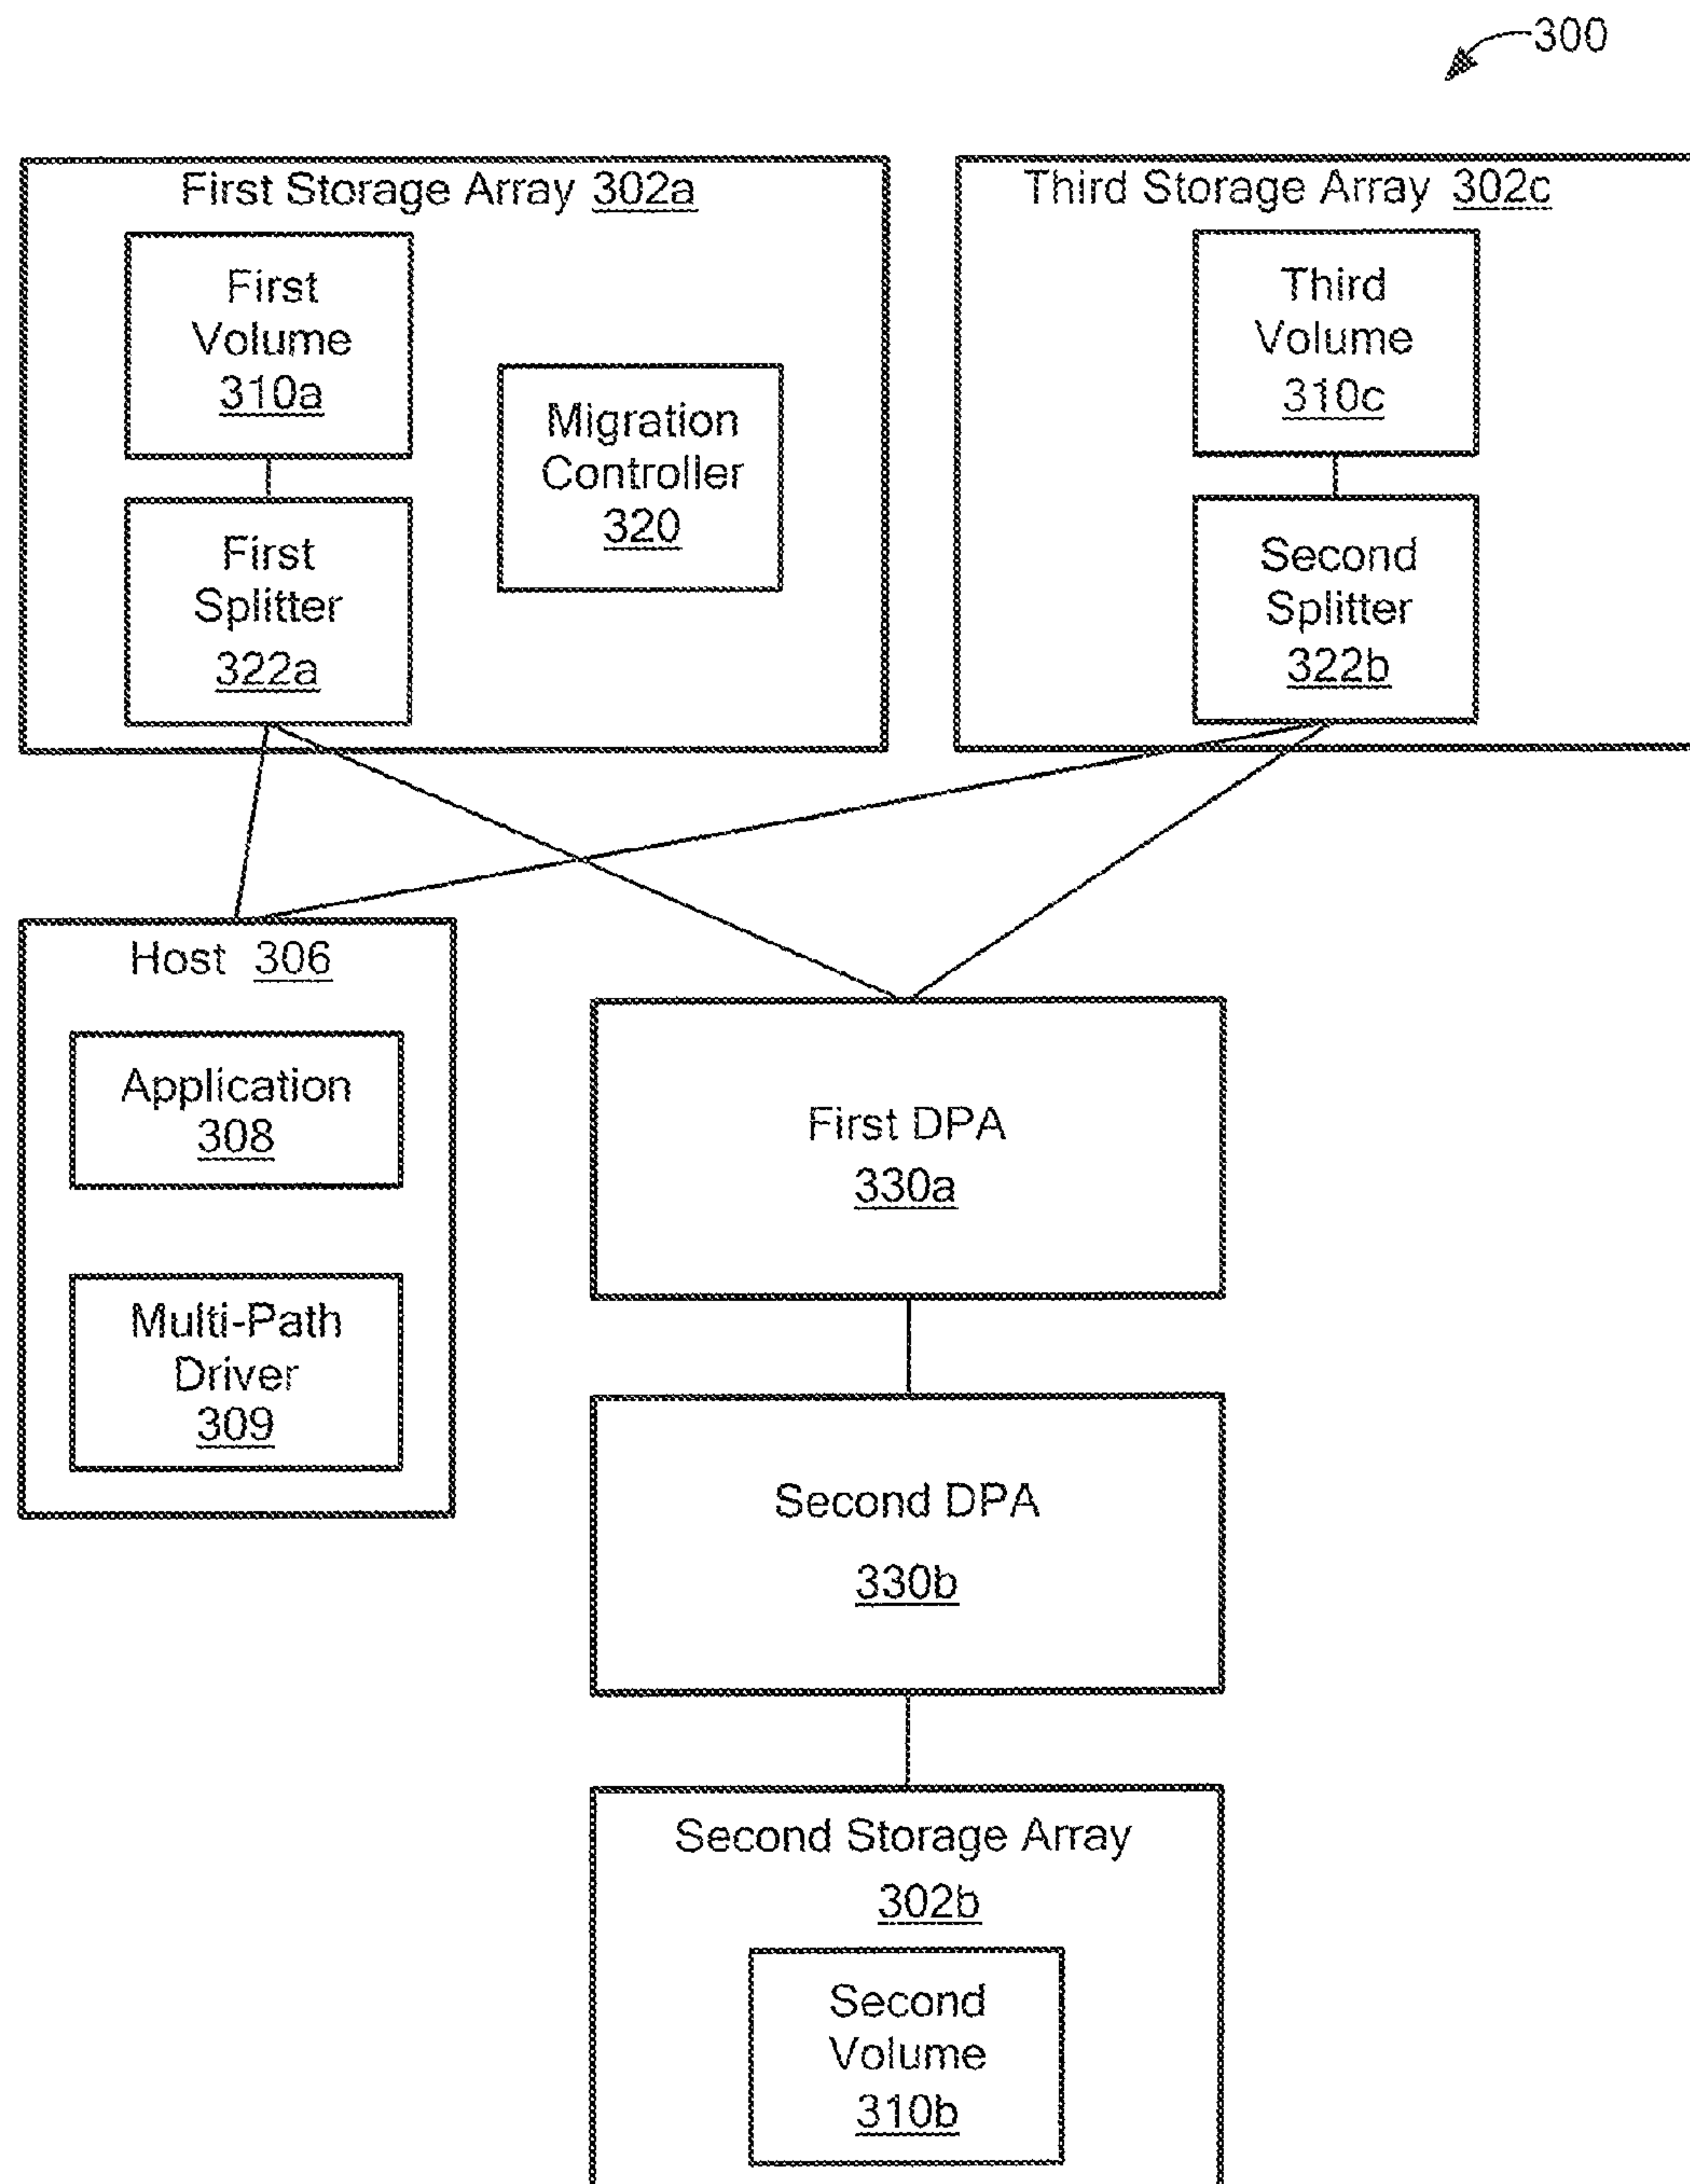 300
First Storage Array 302a
First
Volume
310a
Migration
Controller
320
First
Splitter
322a
Third Storage Array 302c
Third
Volume
310c
Second
Splitter
322b
Host 306
Application
308
Multi-Path
Driver
309
First DPA
330a
Second DPA
330b
Second Storage Array
302b
Second
Volume
310b